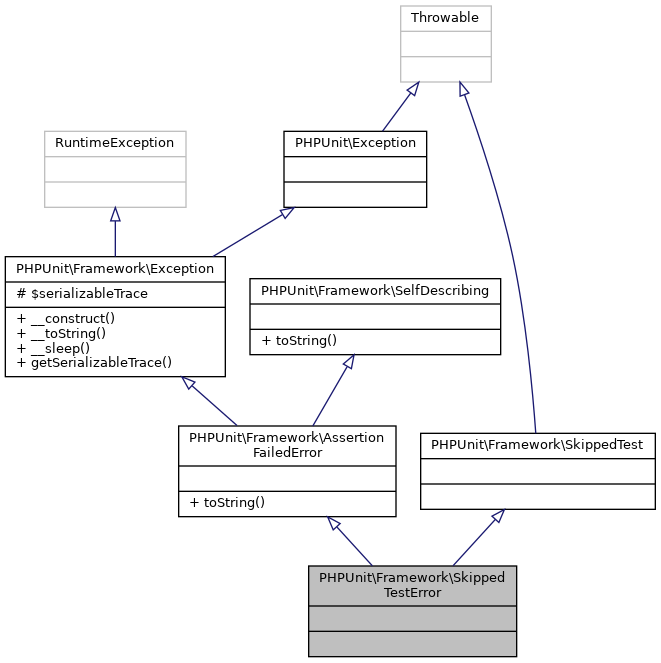 Throwable
RuntimeException
PHPUnit\Exception
PHPUnit\Framework\Exception
# $serializableTrace
+ __construct()
+ __toString()
+ __sleep()
+ getSerializableTrace()
PHPUnit\Framework\SelfDescribing
+ toString()
PHPUnit\Framework\Assertion
FailedError
+ toString()
PHPUnit\Framework\SkippedTest
PHPUnit\Framework\Skipped
TestError